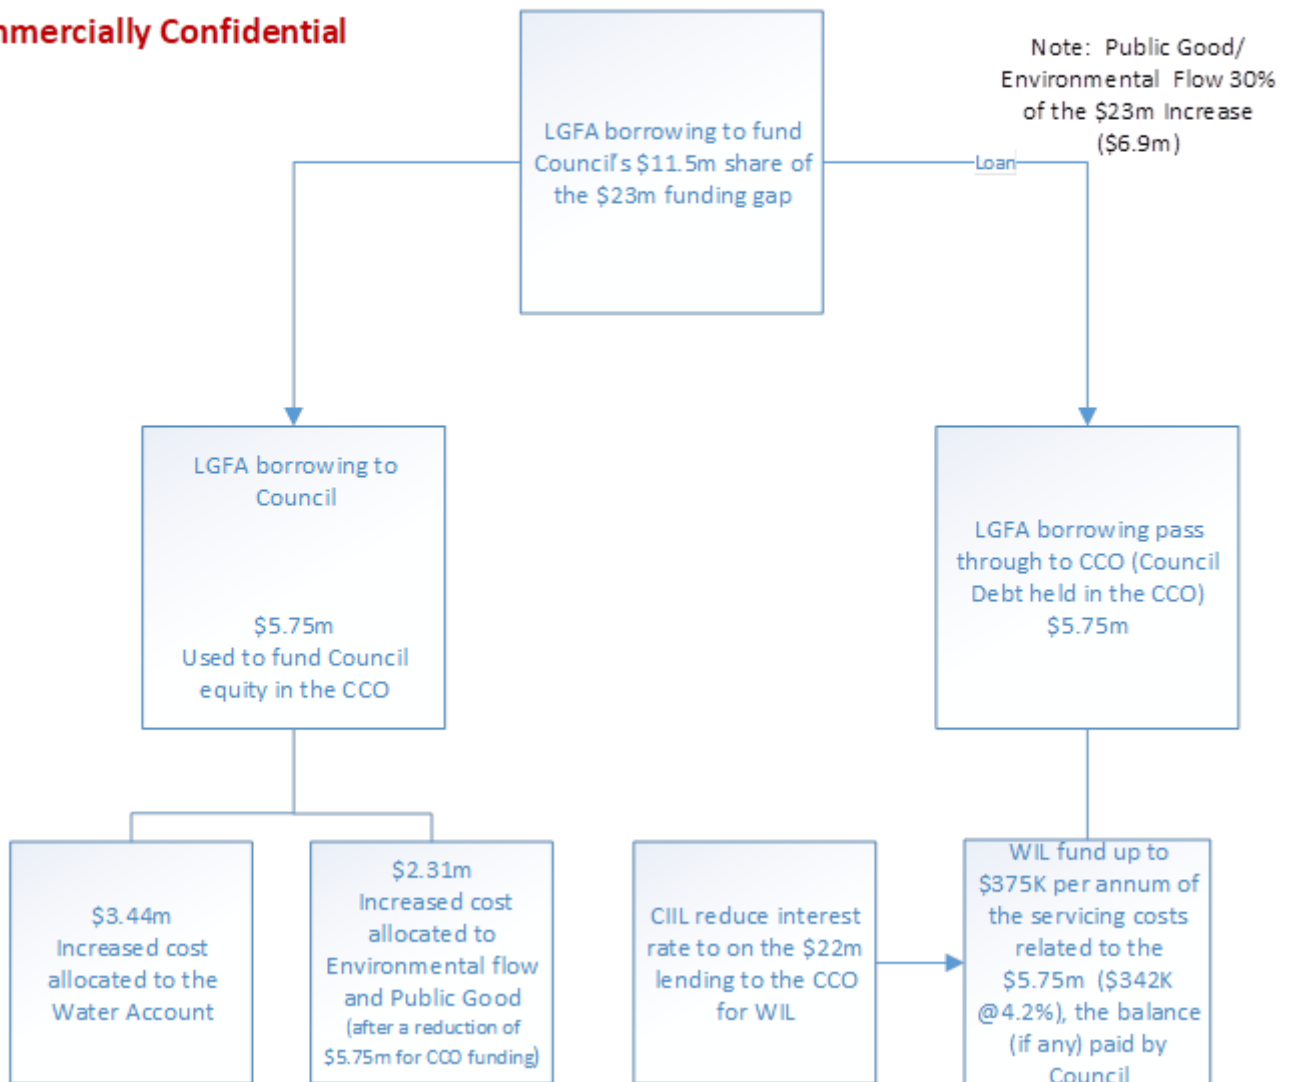 mmercially Confidential
Note: Public Good/
Environmental Flow 30%
of the $23m Increase
($6.9m)
LGFA borrowing to fund
Council's $11.5m share of
the $23m funding gap
Loan
LGFA borrowing to
Council
$5.75m
Used to fund Council
equity in the CCO
LGFA borrowing pass
through to CCO (Council
Debt held in the CCO)
$5.75m
$3.44m
Increased cost
allocated to the
Water Account
$2.31m
Increased cost
allocated to
Environmental flow
and Public Good
(after a reduction of
$5.75m for CCO funding)
CIIL reduce interest
rate to on the $22m
lending to the CCO
for WIL
WIL fund up to
$375K per annum of
the servicing costs
related to the
$5.75m ($342K
@4.2%), the balance
(if any) paid by
Council